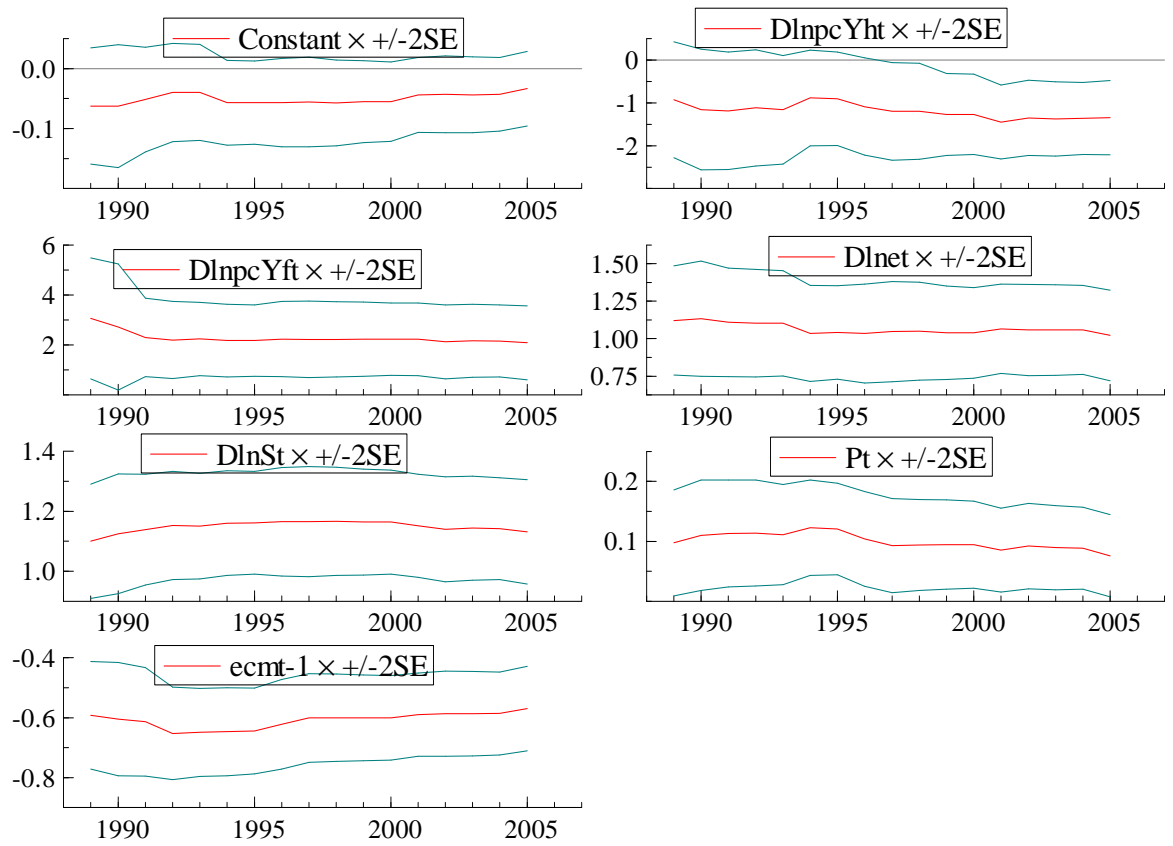 Constant × +/-2SE
0.0
-0.1
1990 1995 2000 2005
DlnpcYht × +/-2SE
0
-1
-2
1990 1995 2000 2005
DlnpcYft × +/-2SE
6
4
2
1990 1995 2000 2005
Dlnet × +/-2SE
1.50
1.25
1.00
0.75
1990 1995 2000 2005
DlnSt × +/-2SE
1.4
1.2
1.0
1990 1995 2000 2005
Pt × +/-2SE
0.2
0.1
1990 1995 2000 2005
ecmt-1 × +/-2SE
-0.4
-0.6
-0.8
1990 1995 2000 2005